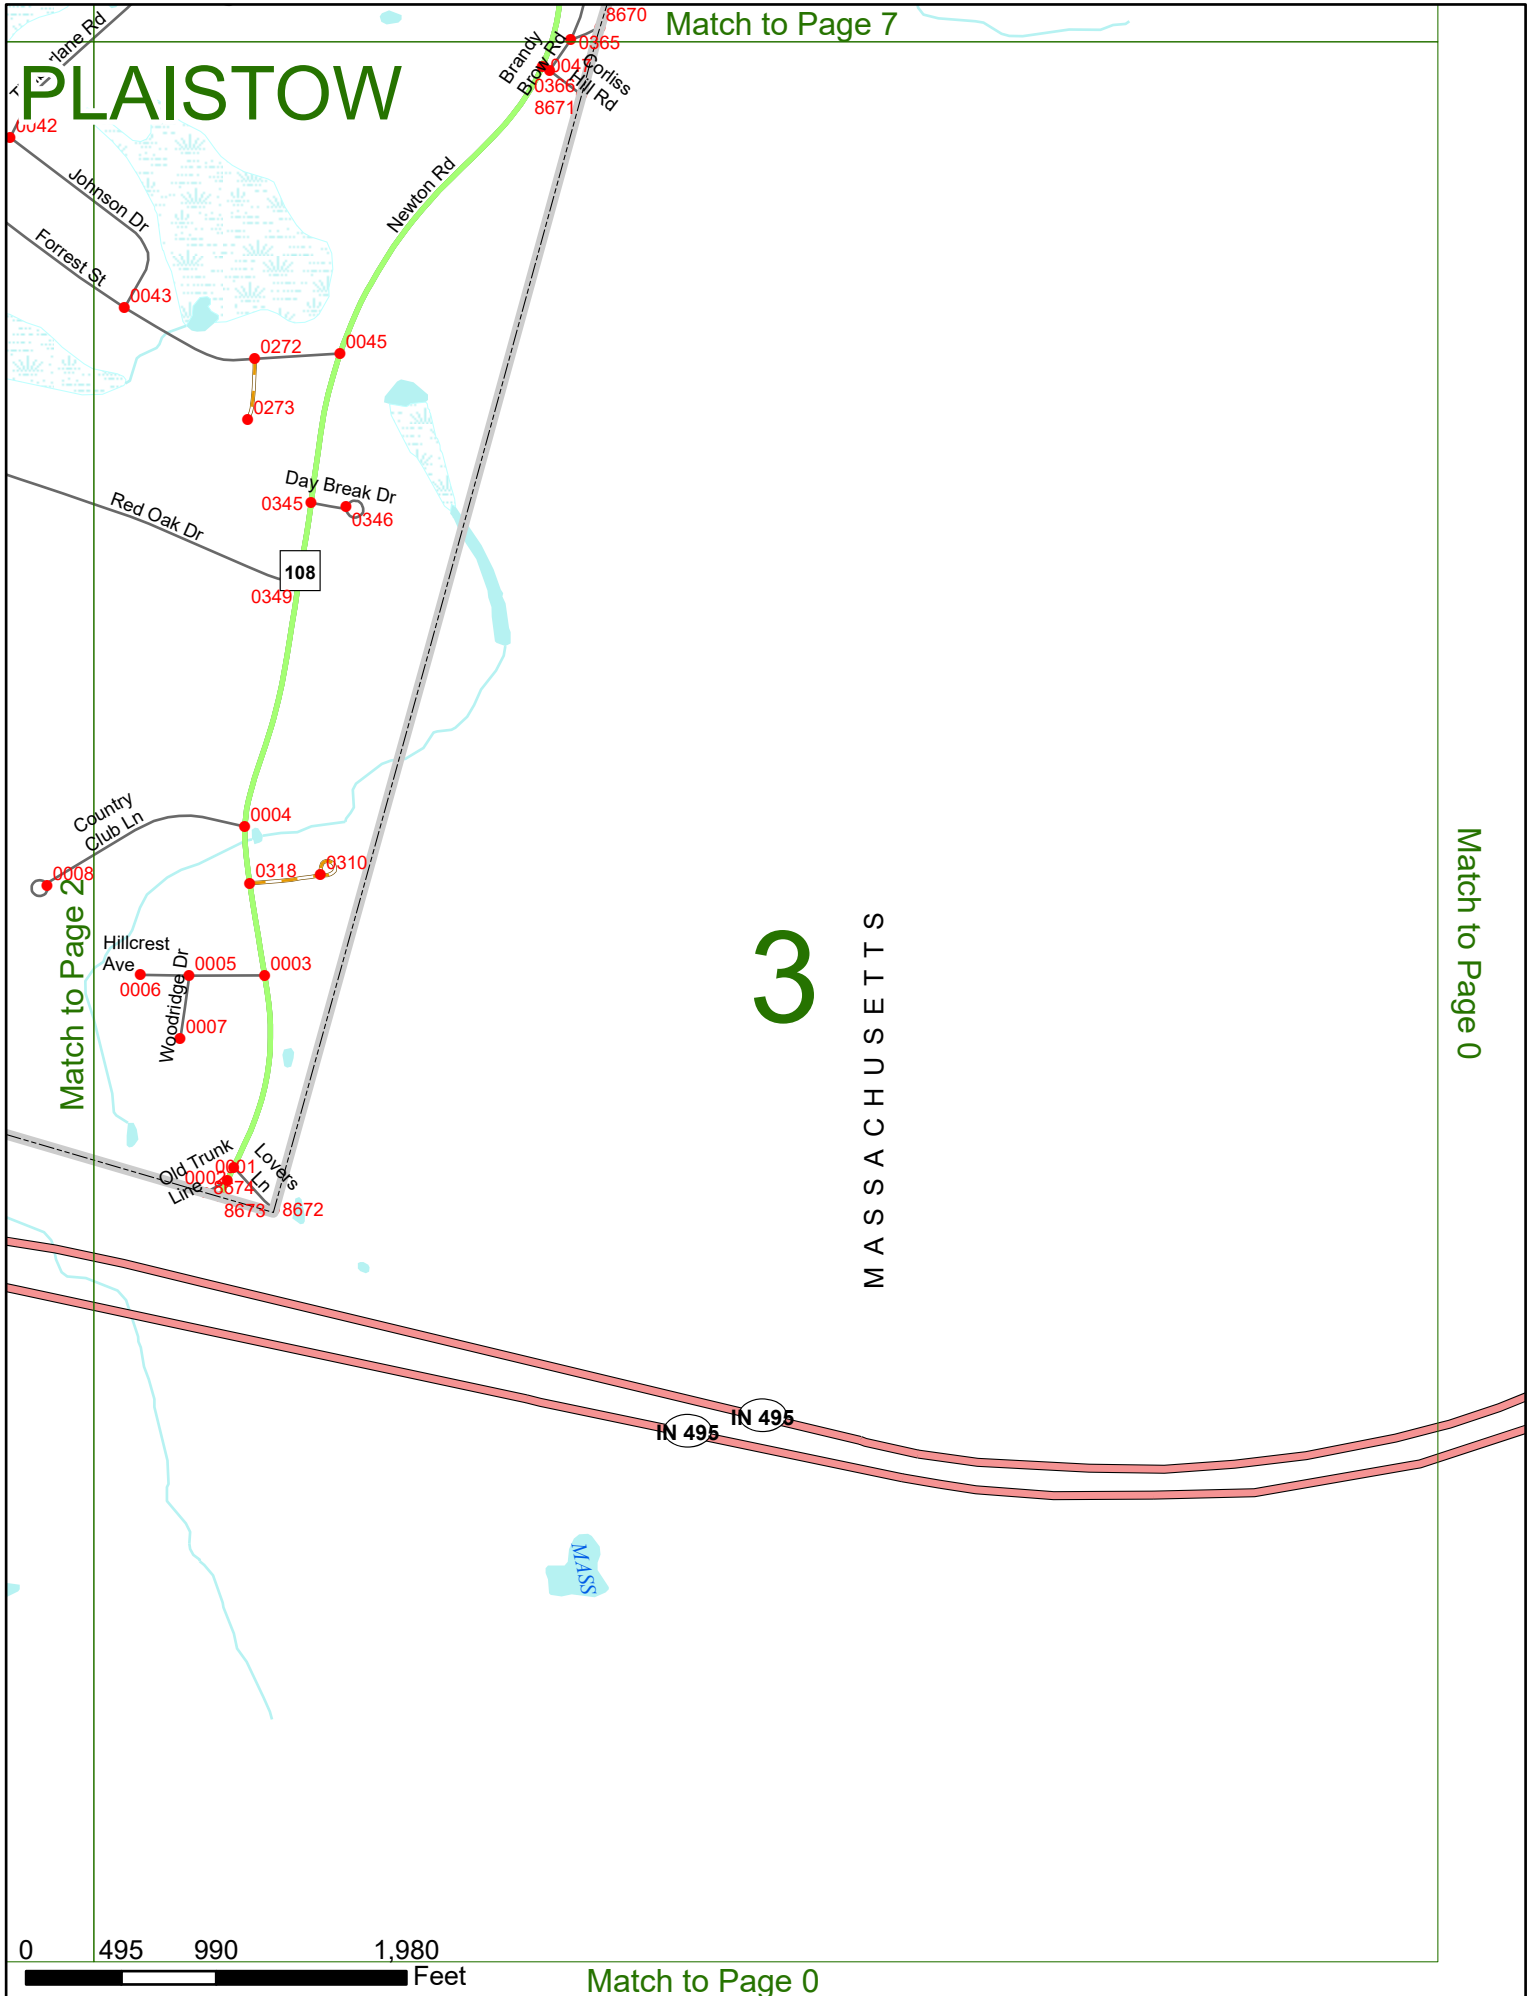 8670
Match to Page 7
0365
Brandy
Brow Rd
0047
0366
8671
Corliss
Hill Rd
PLAISTOW
0042
Johnson Dr
Newton Rd
Forrest St
0043
0272
0045
0273
Day Break Dr
0345
0346
Red Oak Dr
108
0349
Country
Club Ln
0004
0008
0318
0310
Match to Page 2
Match to Page 0
Hillcrest
Ave
0005
0003
0006
Woodridge Dr
0007
3
MASSACHUSETTS
Old Trunk
Line
0001
0002
8674
Lovers
Ln
8673
8672
IN 495
IN 495
MASS
0
495
990
1,980
Feet
Match to Page 0